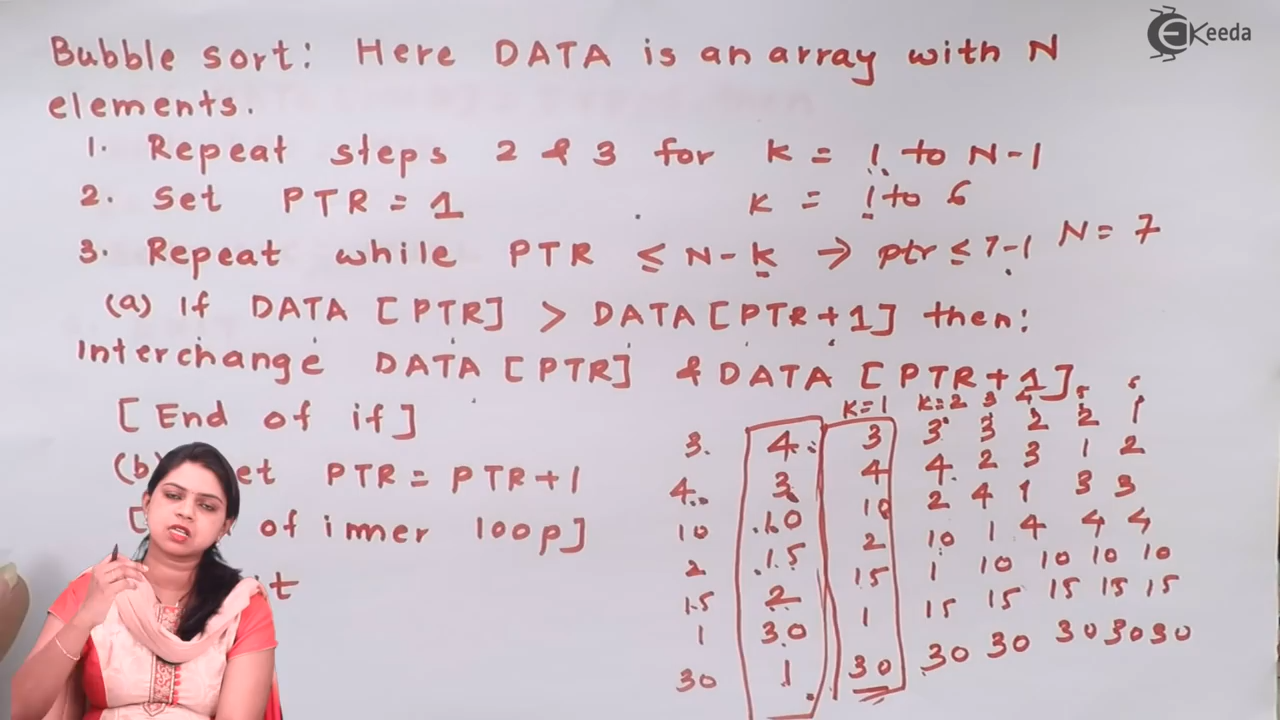 Keeda
Bubble sort: Here DATA is an array with N
elements.
1. Repeat steps 2 & 3 for K = 1 to N-1
2. Set PTR = 1 K = 1 to 6
3. Repeat while PTR ≤ N-K → ptr ≤ 7-1 N = 7
(a) If DATA [PTR] > DATA [PTR+1] then:
Interchange DATA [PTR] & DATA [PTR+1]
[End of if]
(b) PTR = PTR+1
of inner loop]
K=1 K=2 3 4 5 6
3 4 3 3 3 2 2 1
4 3 4 4 2 3 1 2
10 10 10 2 4 1 3 3
2 15 2 10 1 4 4 4
15 2 15 1 10 10 10 10
1 30 1 15 15 15 15 15
30 1 30 30 30 30 30 30